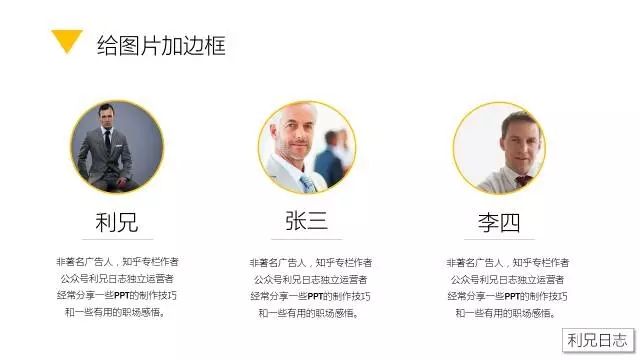 给图片加边框
利兄
非著名广告人，知乎专栏作者
公众号利兄日志独立运营者
经常分享一些PPT的制作技巧
和一些有用的职场感悟。
张三
非著名广告人，知乎专栏作者
公众号利兄日志独立运营者
经常分享一些PPT的制作技巧
和一些有用的职场感悟。
李四
非著名广告人，知乎专栏作者
公众号利兄日志独立运营者
经常分享一些PPT的制作技巧
和一些有用的职场感悟。
利兄日志